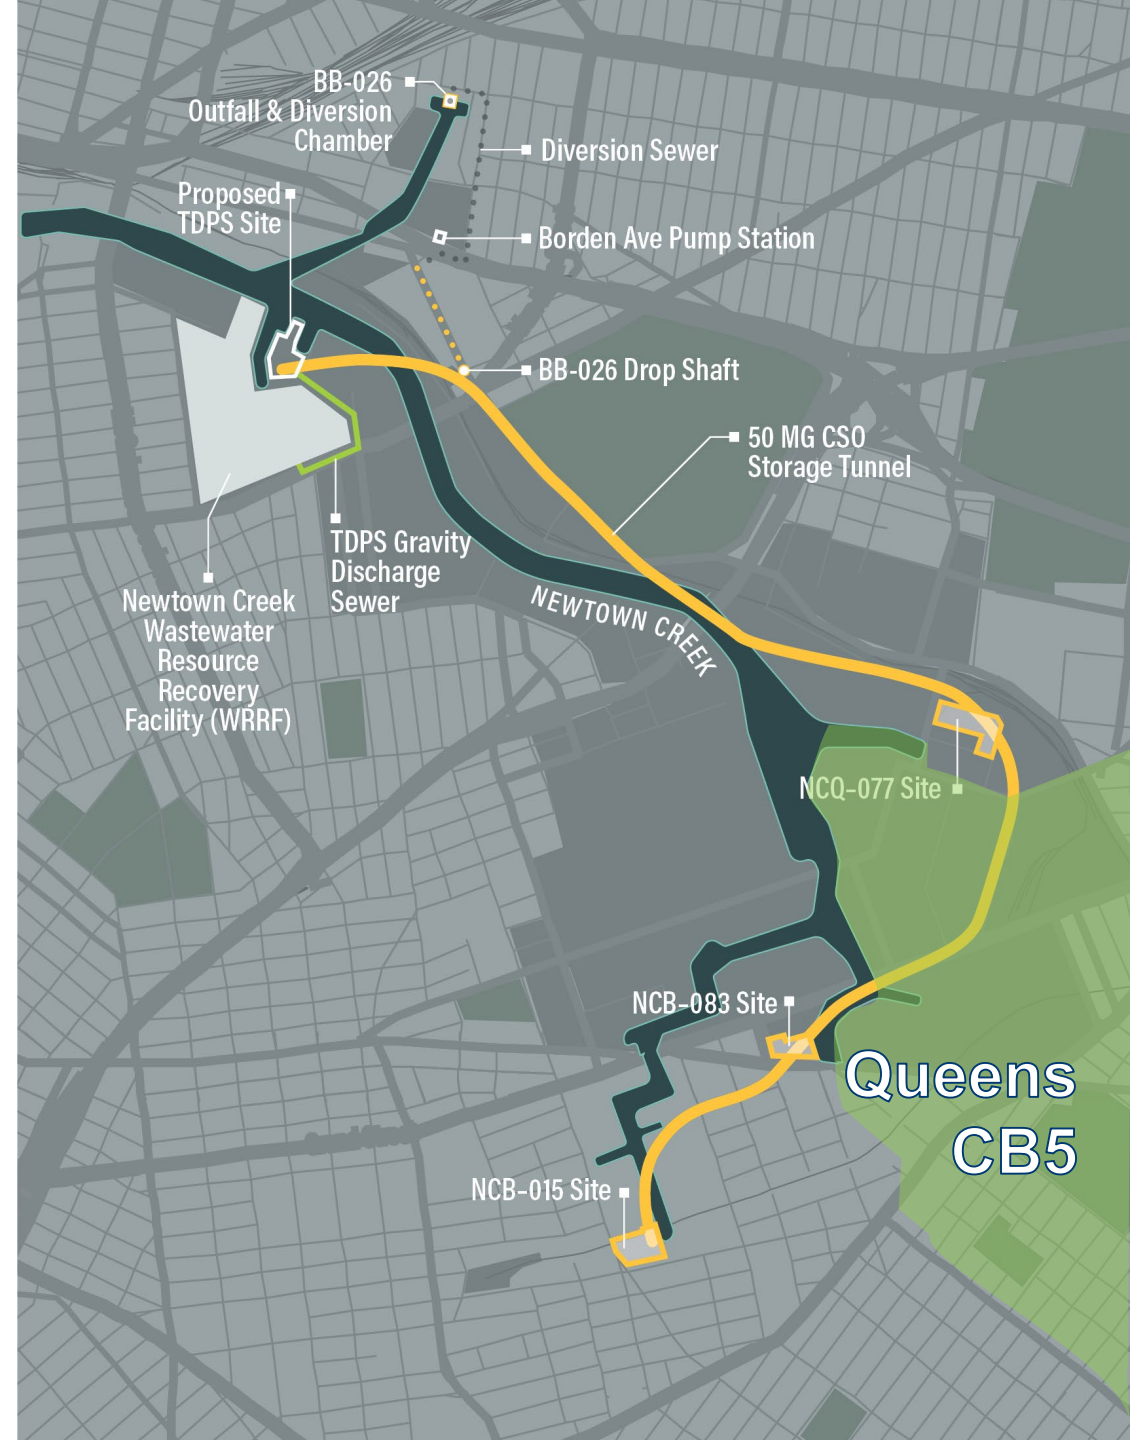 BB-026
Outfall & Diversion
Chamber
Diversion Sewer
Proposed
TDPS Site
Borden Ave Pump Station
BB-026 Drop Shaft
50 MG CSO
Storage Tunnel
TDPS Gravity
Discharge
Sewer
Newtown Creek
Wastewater
Resource
Recovery
Facility (WRRF)
NEWTOWN CREEK
NCQ-077 Site
NCB-083 Site
Queens
CB5
NCB-015 Site